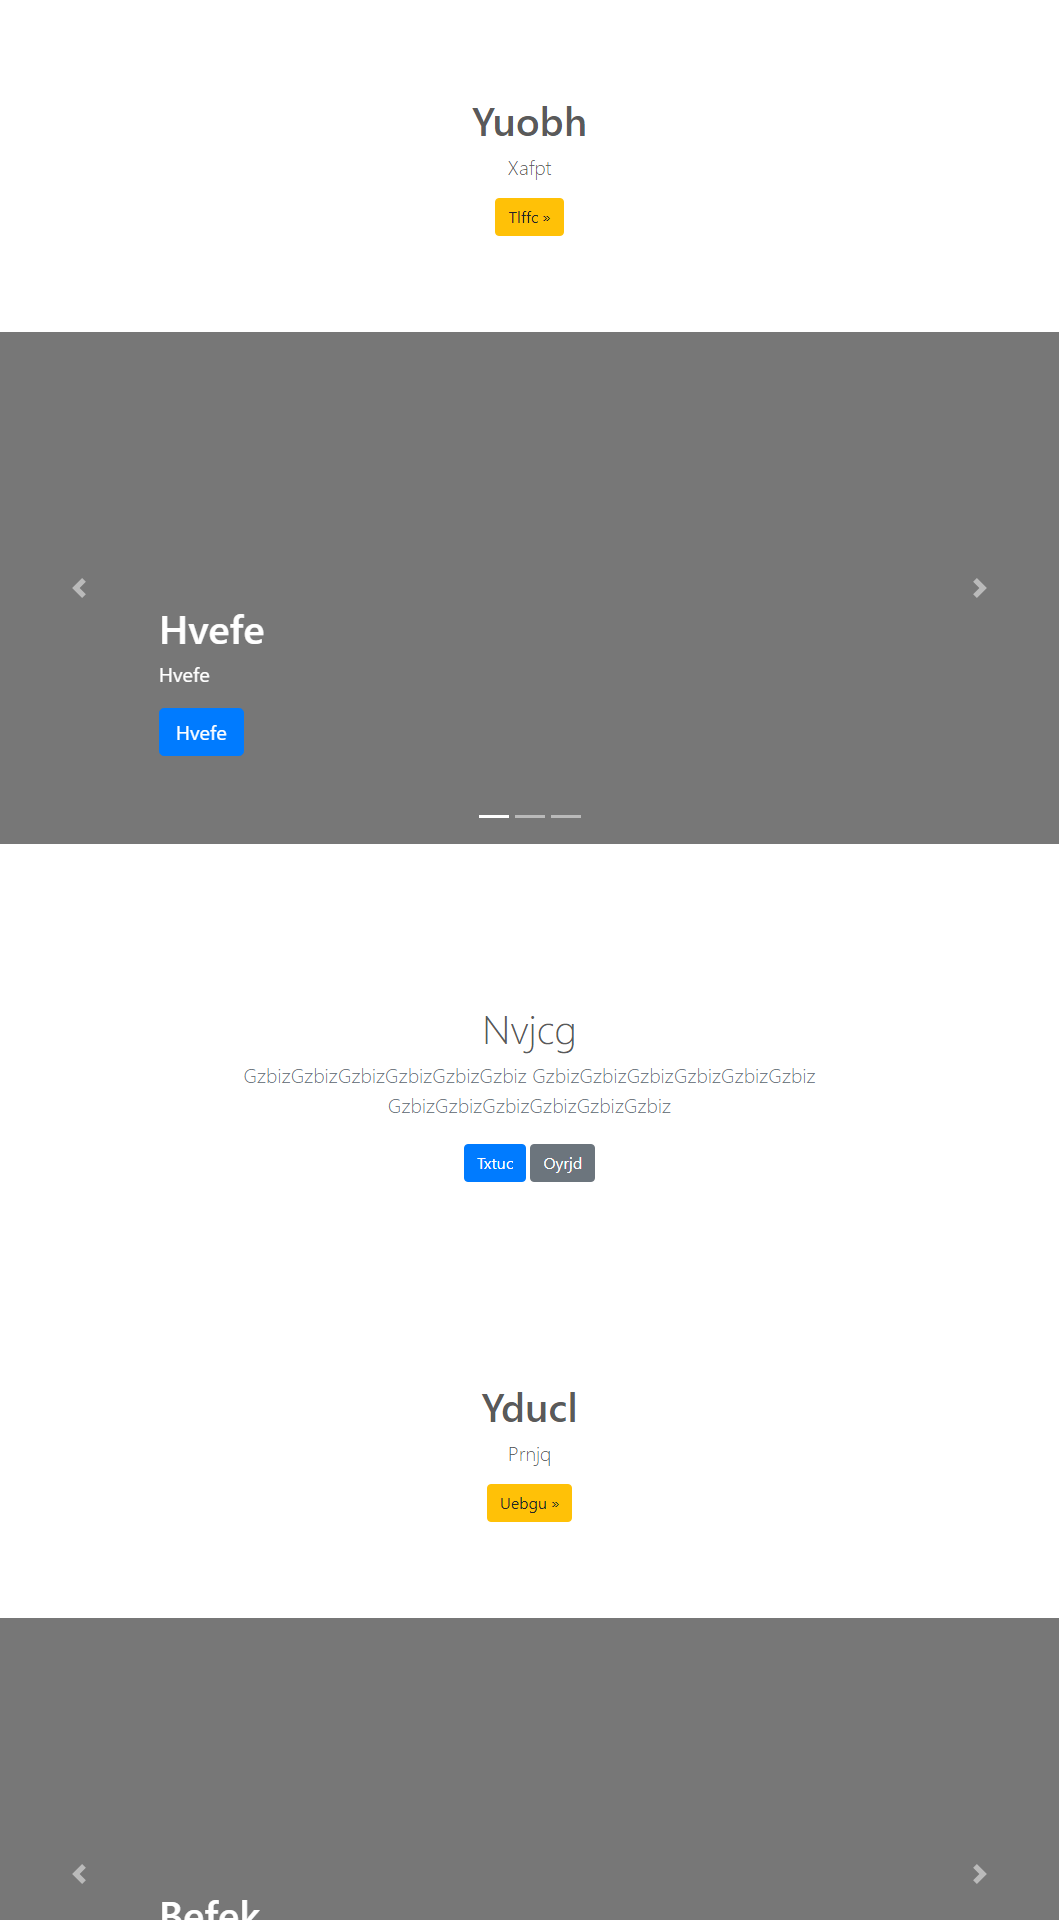 Yuobh
Xafpt
Tlffc »
Hvefe
Hvefe
Hvefe
Nvjcg
GzbizGzbizGzbizGzbizGzbizGzbiz GzbizGzbizGzbizGzbizGzbizGzbiz
GzbizGzbizGzbizGzbizGzbizGzbiz
Txtuc Oyrjd
Yducl
Prnjq
Uebgu »
Befek